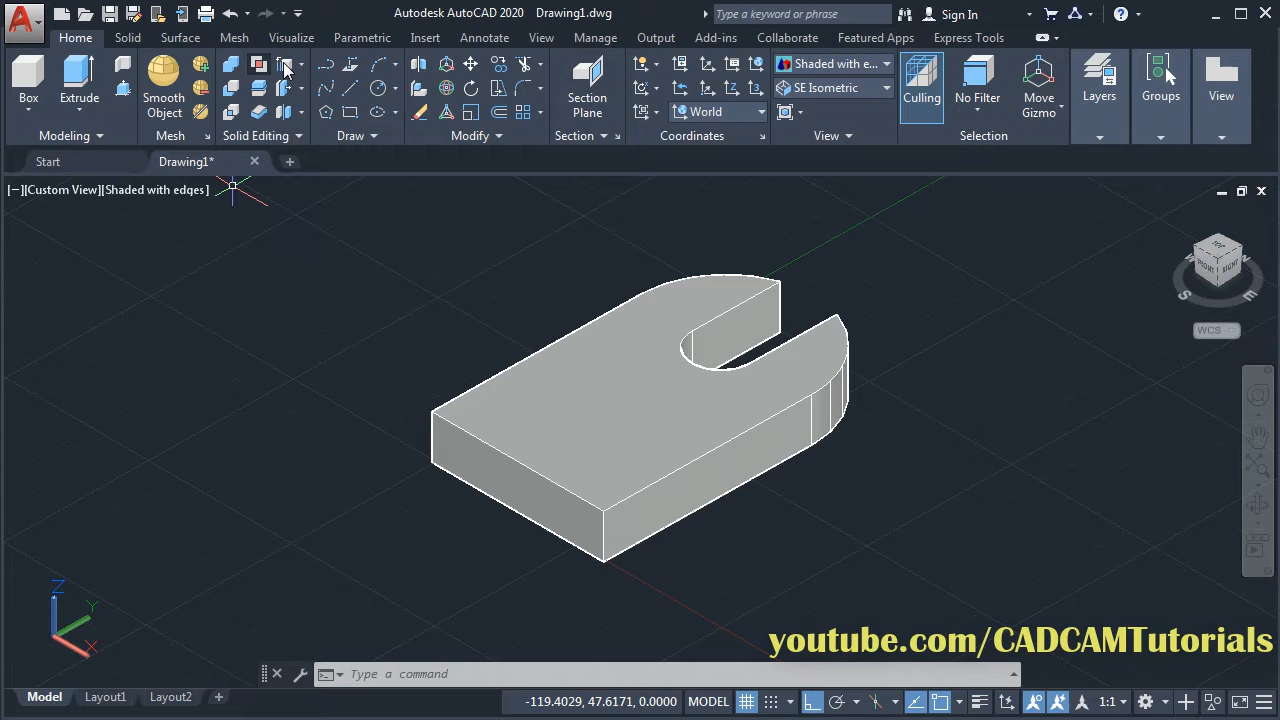 Autodesk AutoCAD 2020 Drawing1.dwg
Type a keyword or phrase
Sign In
Home Solid Surface Mesh Visualize Parametric Insert Annotate View Manage Output Add-ins Collaborate Featured Apps Express Tools
Box
Extrude
Smooth
Object
Section
Plane
World
Shaded with e...
SE Isometric
Culling
No Filter
Move
Gizmo
Layers
Groups
View
Modeling Mesh Solid Editing Draw Modify Section Coordinates View Selection
Start Drawing1*
[−][Custom View][Shaded with edges]
TOP
FRONT RIGHT
S E
WCS
Z
Y
X
youtube.com/CADCAMTutorials
Type a command
Model Layout1 Layout2
-119.4029, 47.6171, 0.0000 MODEL 1:1